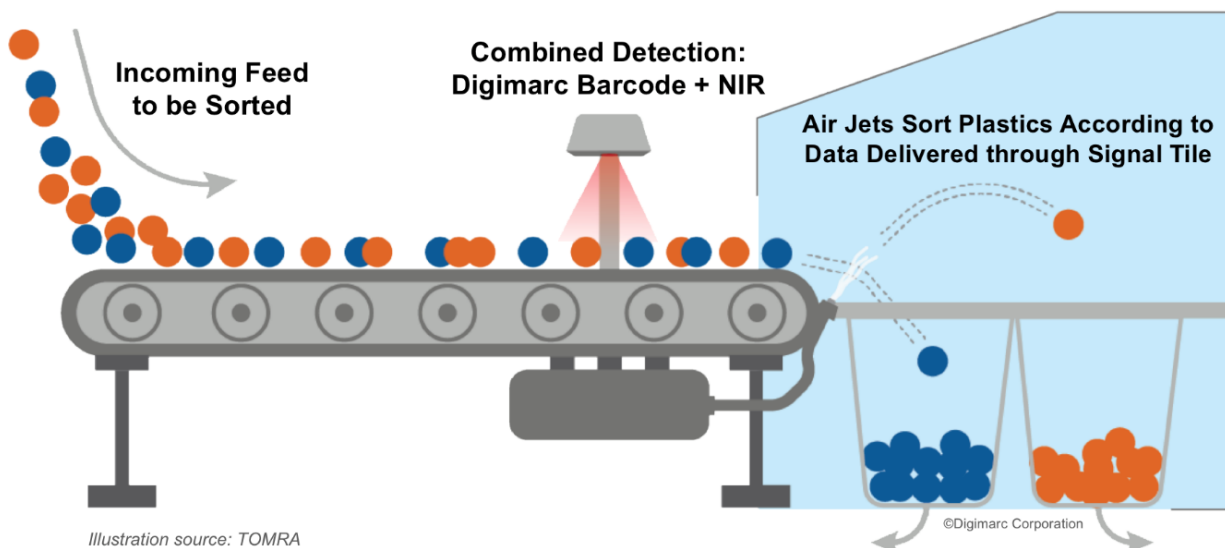 Incoming Feed
to be Sorted
Combined Detection:
Digimarc Barcode + NIR
Air Jets Sort Plastics According to
Data Delivered through Signal Tile
©Digimarc Corporation
Illustration source: TOMRA